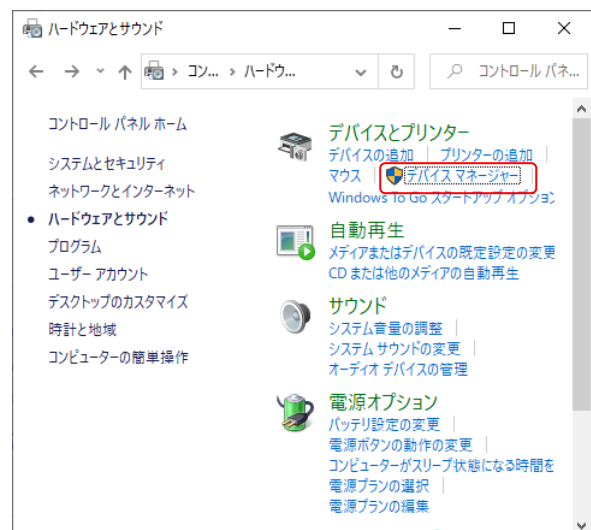 ハードウェアとサウンド
コン... › ハードウ...
コントロール パネ...
コントロール パネル ホーム
システムとセキュリティ
ネットワークとインターネット
ハードウェアとサウンド
プログラム
ユーザー アカウント
デスクトップのカスタマイズ
時計と地域
コンピューターの簡単操作
デバイスとプリンター
デバイスの追加 | プリンターの追加 |
マウス | デバイス マネージャー |
Windows To Go スタートアップ オプション
自動再生
メディアまたはデバイスの既定設定の変更
CD または他のメディアの自動再生
サウンド
システム音量の調整 |
システム サウンドの変更 |
オーディオ デバイスの管理
電源オプション
バッテリ設定の変更 |
電源ボタンの動作の変更 |
コンピューターがスリープ状態になる時間を
電源プランの選択 |
電源プランの編集